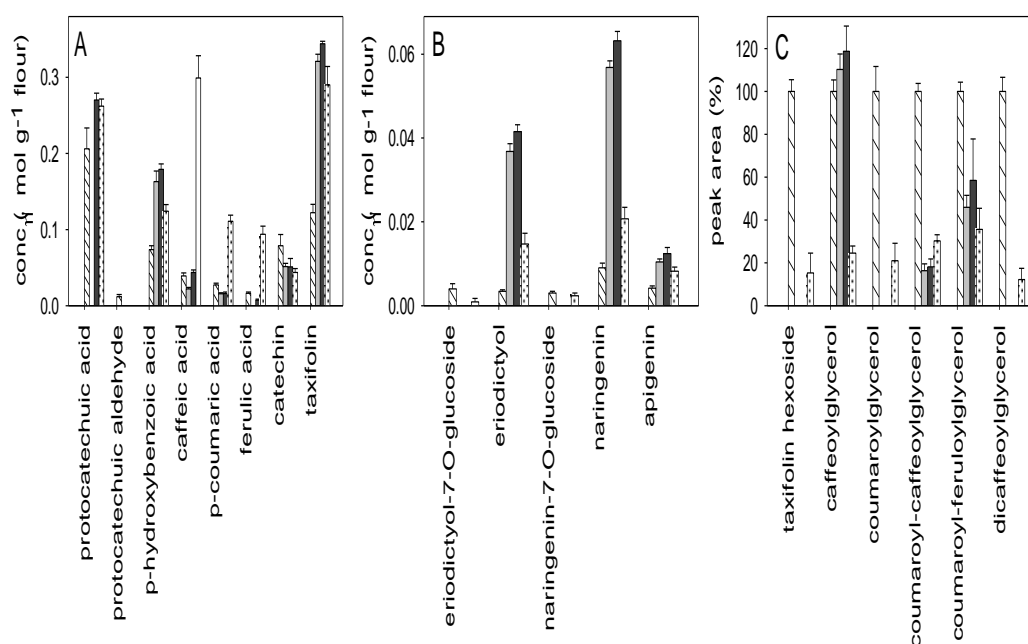 A
conc ( mol g-1 flour)
0.3
0.2
0.1
0.0
protocatechuic acid
protocatechuic aldehyde
p-hydroxybenzoic acid
caffeic acid
p-coumaric acid
ferulic acid
catechin
taxifolin
B
conc ( mol g-1 flour)
0.06
0.04
0.02
0.00
eriodictyol-7-O-glucoside
eriodictyol
naringenin-7-O-glucoside
naringenin
apigenin
C
peak area (%)
120
100
80
60
40
20
0
taxifolin hexoside
caffeoylglycerol
coumaroylglycerol
coumaroyl-caffeoylglycerol
coumaroyl-feruloylglycerol
dicaffeoylglycerol